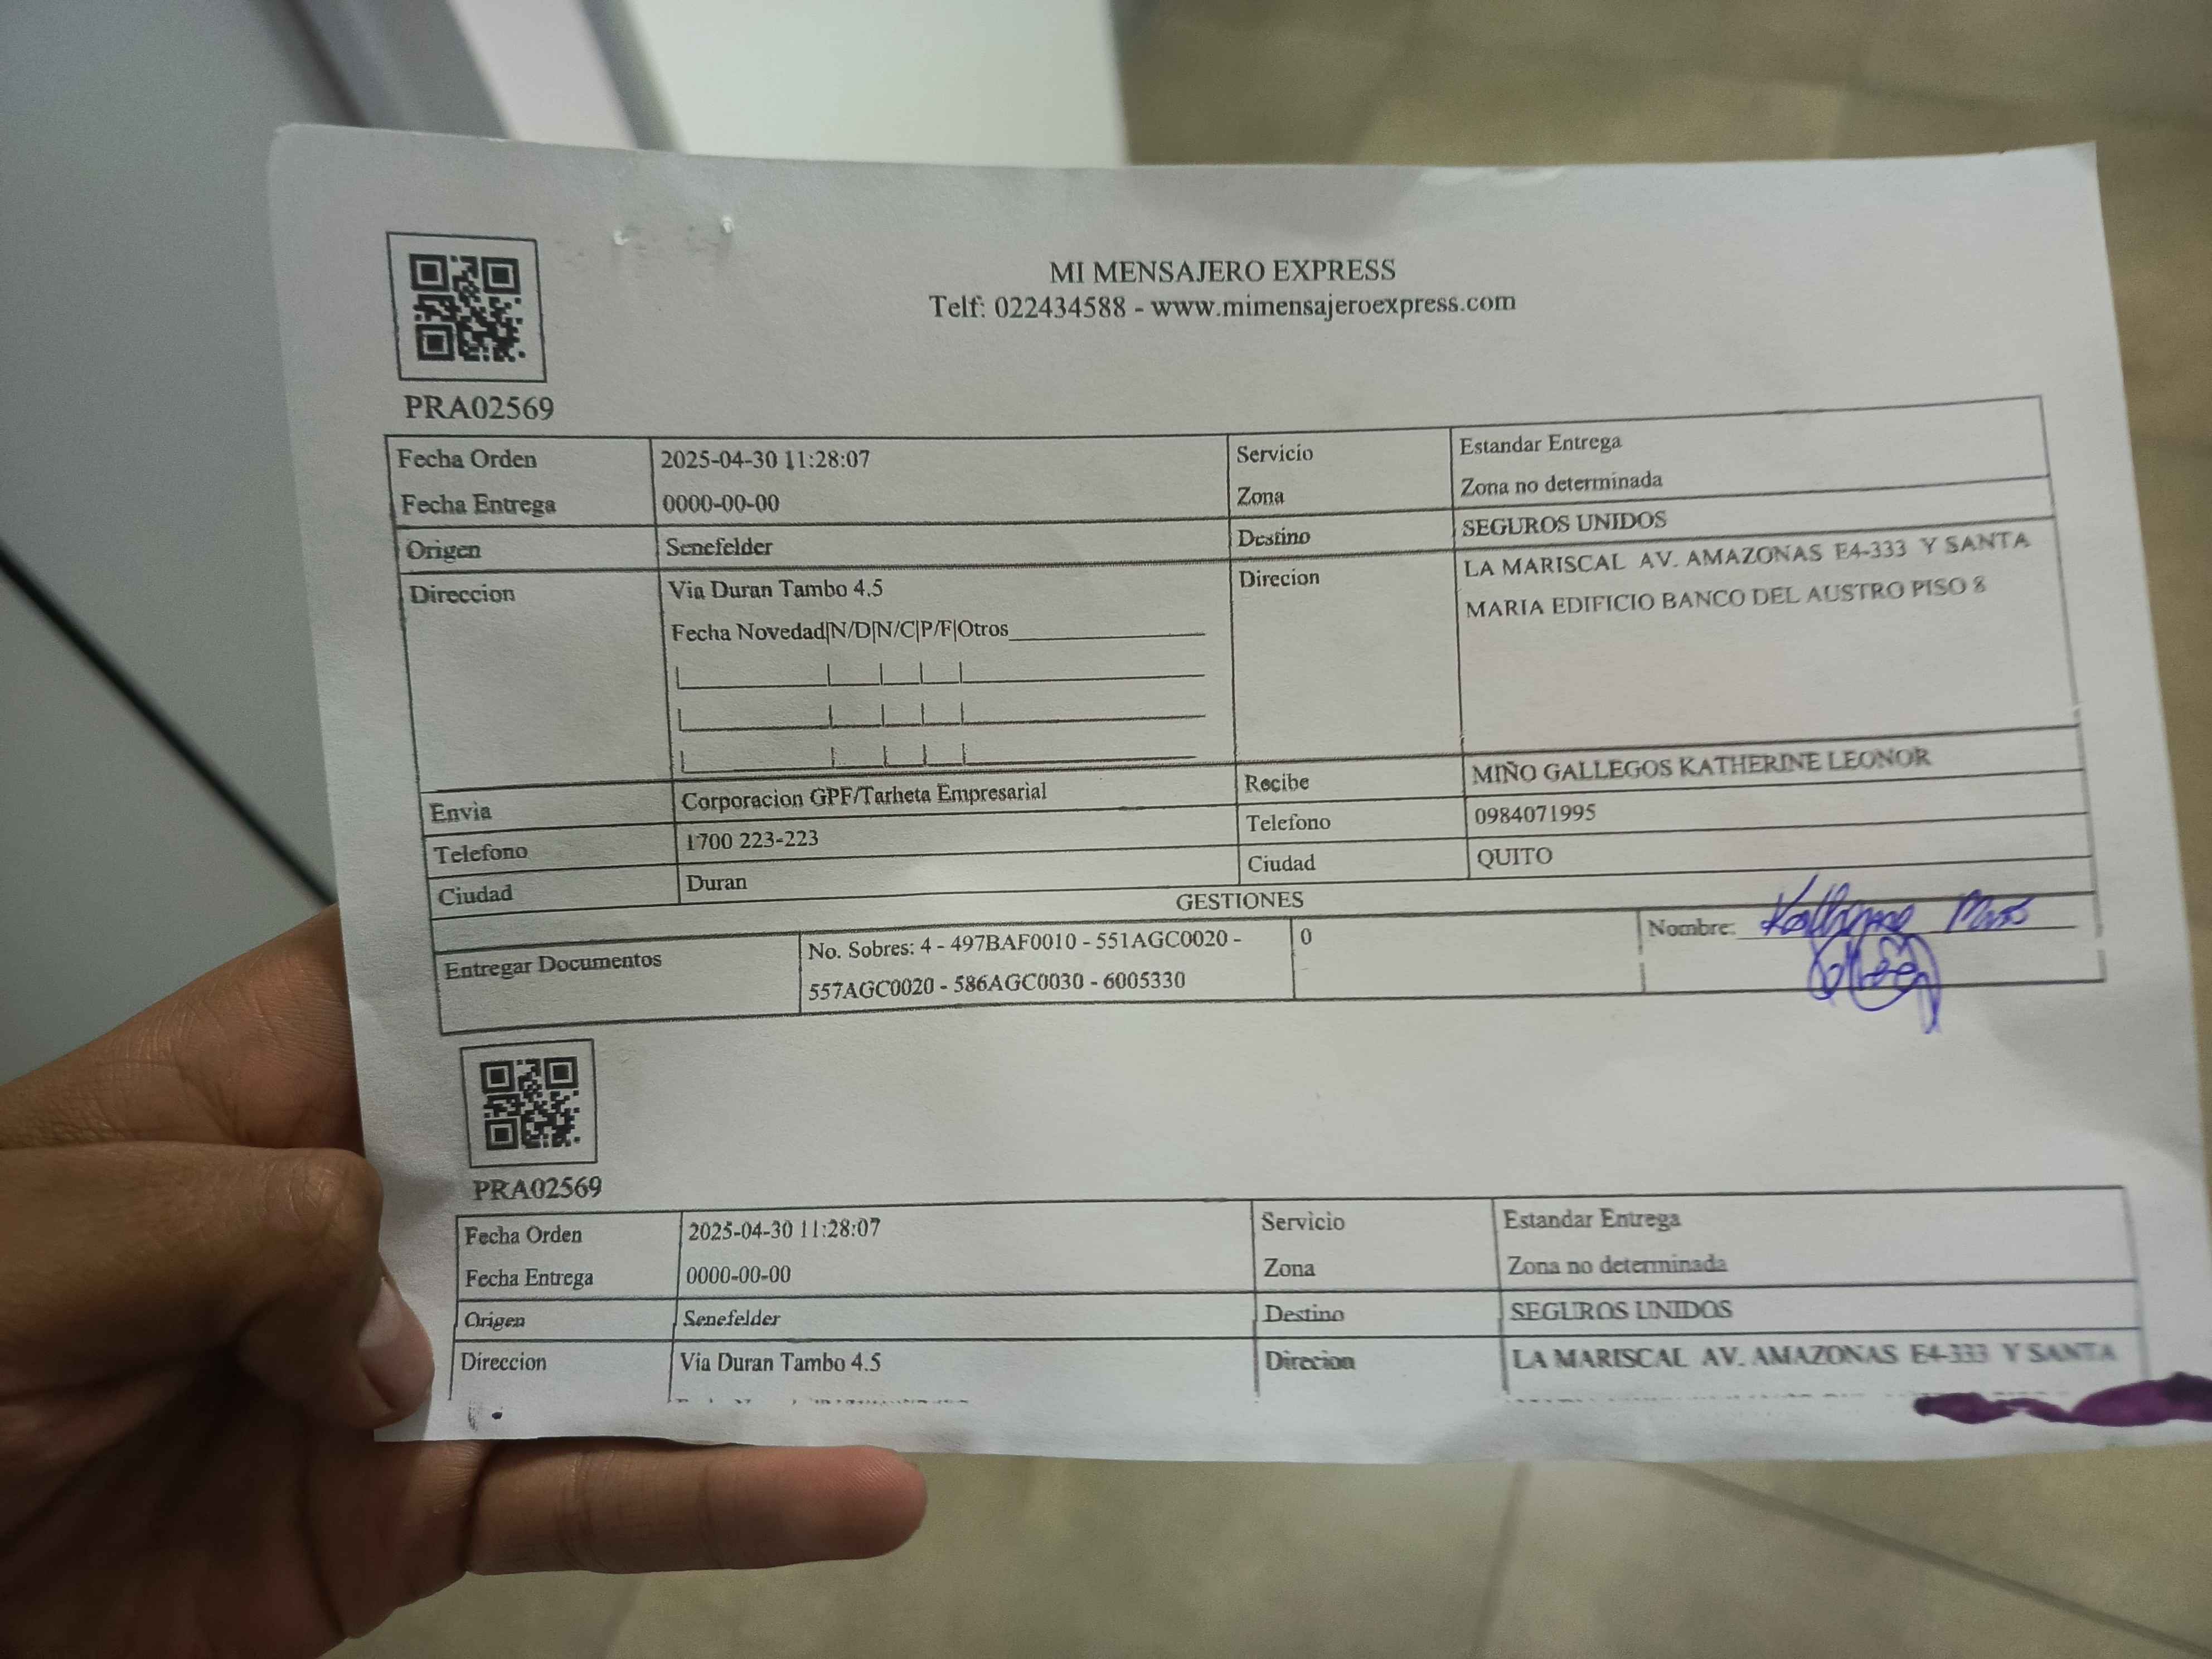 MI MENSAJERO EXPRESS
Telf: 022434588 - www.mimensajeroexpress.com
PRA02569
Fecha Orden 2025-04-30 11:28:07 Servicio Estandar Entrega
Fecha Entrega 0000-00-00 Zona Zona no determinada
Origen Senefelder Destino SEGUROS UNIDOS
Direccion Via Duran Tambo 4.5 Direcion LA MARISCAL AV. AMAZONAS E4-333 Y SANTA
Fecha Novedad|N/D|N/C|P/F|Otros MARIA EDIFICIO BANCO DEL AUSTRO PISO 8
Envia Corporacion GPF/Tarheta Empresarial Recibe MIÑO GALLEGOS KATHERINE LEONOR
Telefono 1700 223-223 Telefono 0984071995
Ciudad Duran Ciudad QUITO
GESTIONES
Entregar Documentos No. Sobres: 4 - 497BAF0010 - 551AGC0020 - 0 Nombre: Katherine Miño
557AGC0020 - 586AGC0030 - 6005330
PRA02569
Fecha Orden 2025-04-30 11:28:07 Servicio Estandar Entrega
Fecha Entrega 0000-00-00 Zona Zona no determinada
Origen Senefelder Destino SEGUROS UNIDOS
Direccion Via Duran Tambo 4.5 Direcion LA MARISCAL AV. AMAZONAS E4-333 Y SANTA